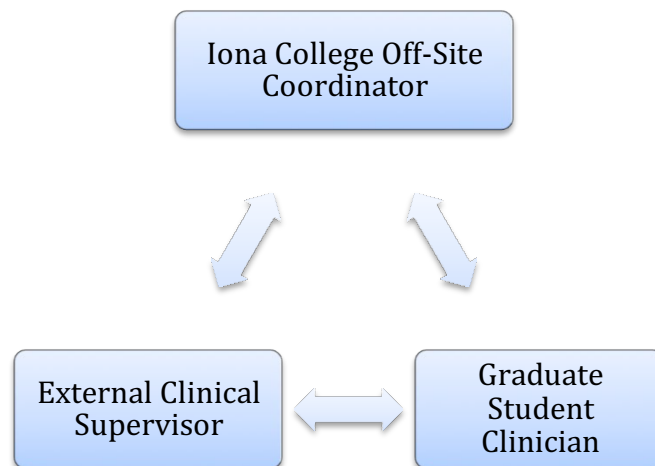 Iona College Off-Site
Coordinator
External Clinical
Supervisor
Graduate
Student
Clinician